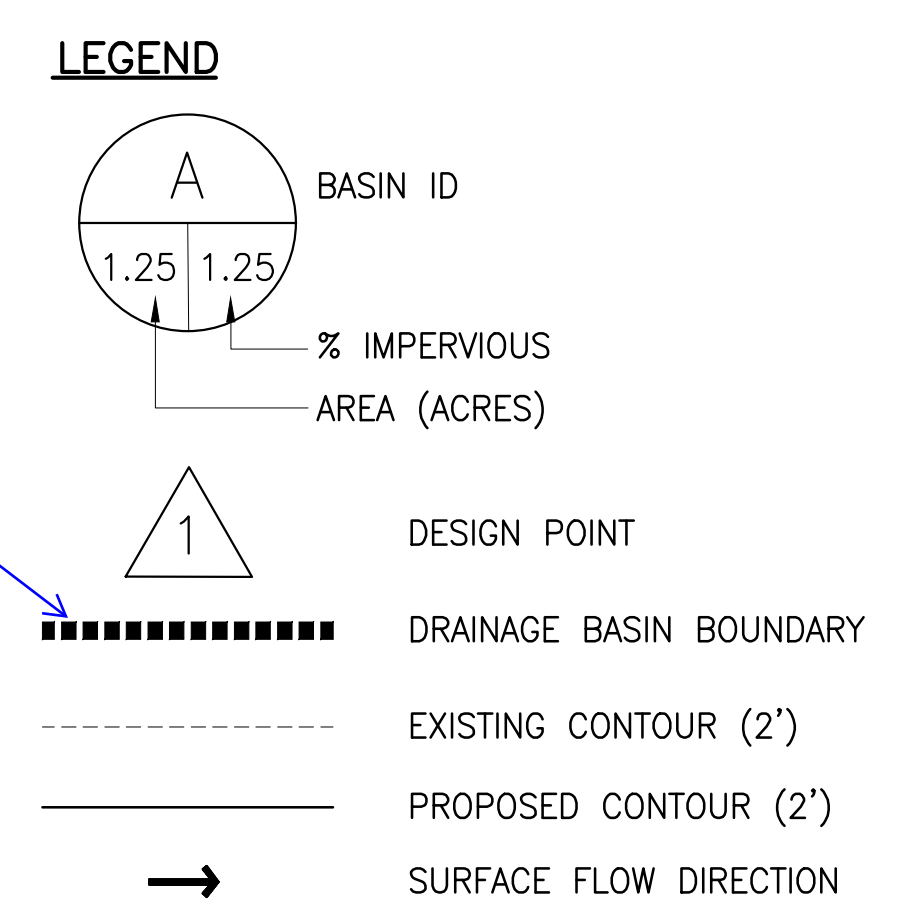 LEGEND
A
BASIN ID
1.25 1.25
% IMPERVIOUS
AREA (ACRES)
1
DESIGN POINT
DRAINAGE BASIN BOUNDARY
EXISTING CONTOUR (2')
PROPOSED CONTOUR (2')
SURFACE FLOW DIRECTION